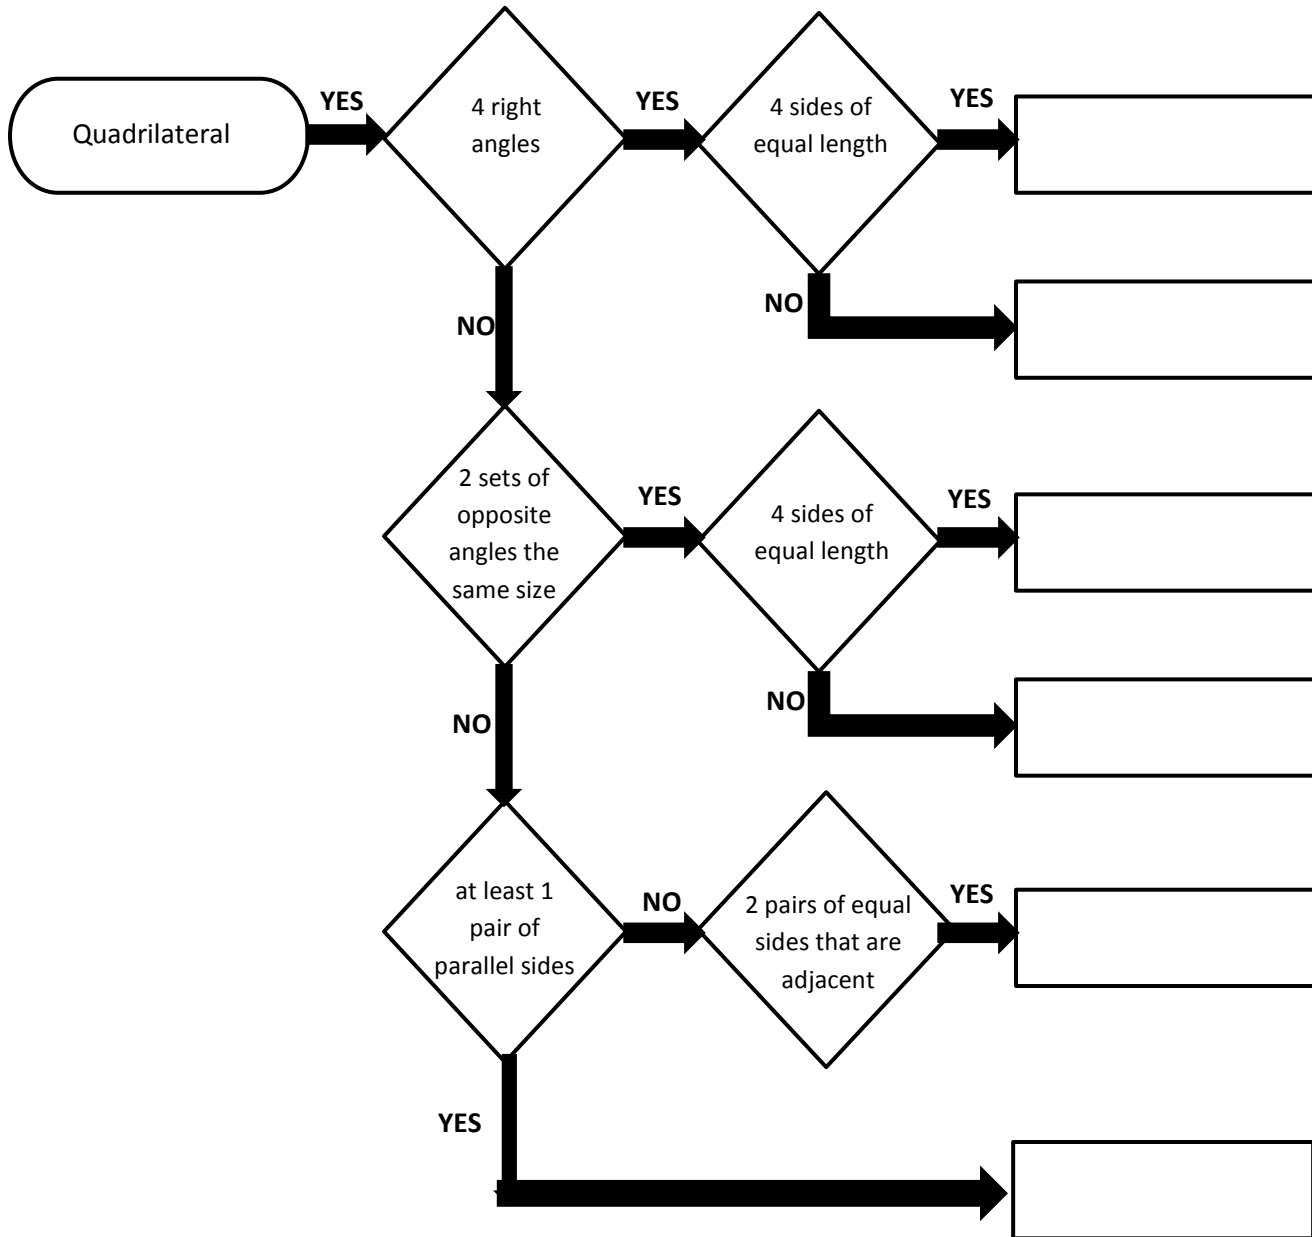 Quadrilateral
YES
4 right
angles
YES
4 sides of
equal length
YES
NO
NO
2 sets of
opposite
angles the
same size
YES
4 sides of
equal length
YES
NO
NO
at least 1
pair of
parallel sides
NO
2 pairs of equal
sides that are
adjacent
YES
YES